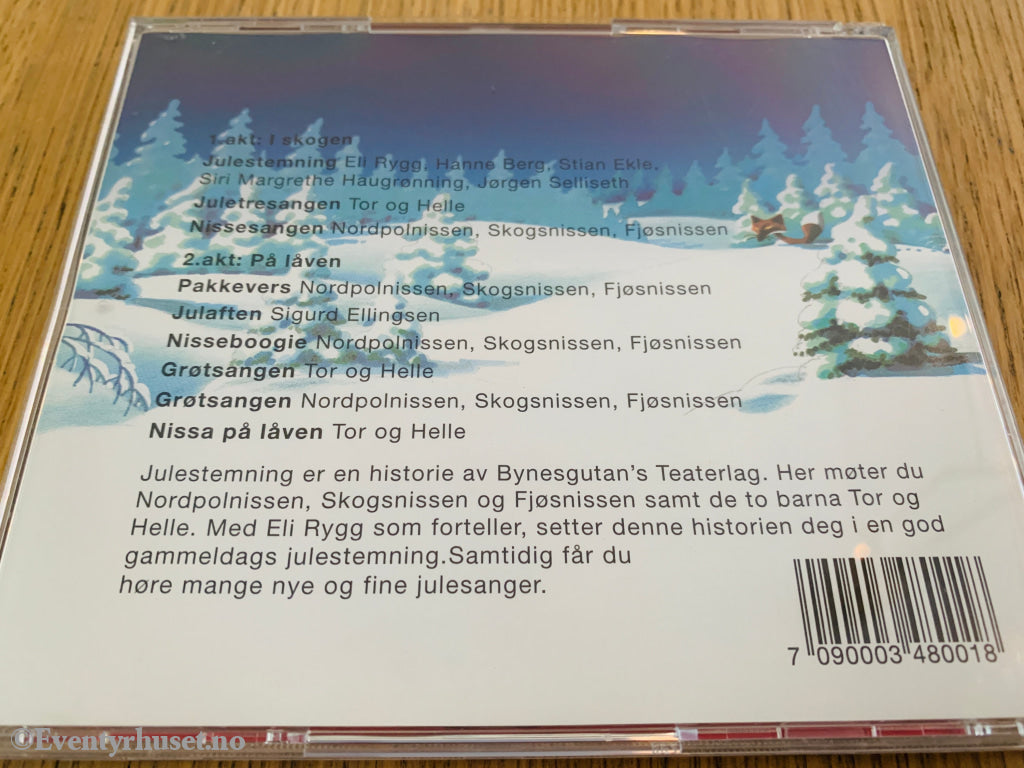 1.akt: I skogen
Julestemning Eli Rygg, Hanne Berg, Stian Ekle.
Siri Margrethe Haugrønning, Jørgen Selliseth
Juletresangen Tor og Helle
Nissesangen Nordpolnissen, Skogsnissen, Fjøsnissen
2.akt: På låven
Pakkevers Nordpolnissen, Skogsnissen, Fjøsnissen
Julaften Sigurd Ellingsen
Nisseboogie Nordpolnissen, Skogsnissen, Fjøsnissen
Grøtsangen Tor og Helle
Grøtsangen Nordpolnissen, Skogsnissen, Fjøsnissen
Nissa på låven Tor og Helle
Julestemning er en historie av Bynesgutan's Teaterlag. Her møter du
Nordpolnissen, Skogsnissen og Fjøsnissen samt de to barna Tor og
Helle. Med Eli Rygg som forteller, setter denne historien deg i en god
gammeldags julestemning.Samtidig får du
høre mange nye og fine julesanger.
7 090003 480018
©Eventyrhuset.no